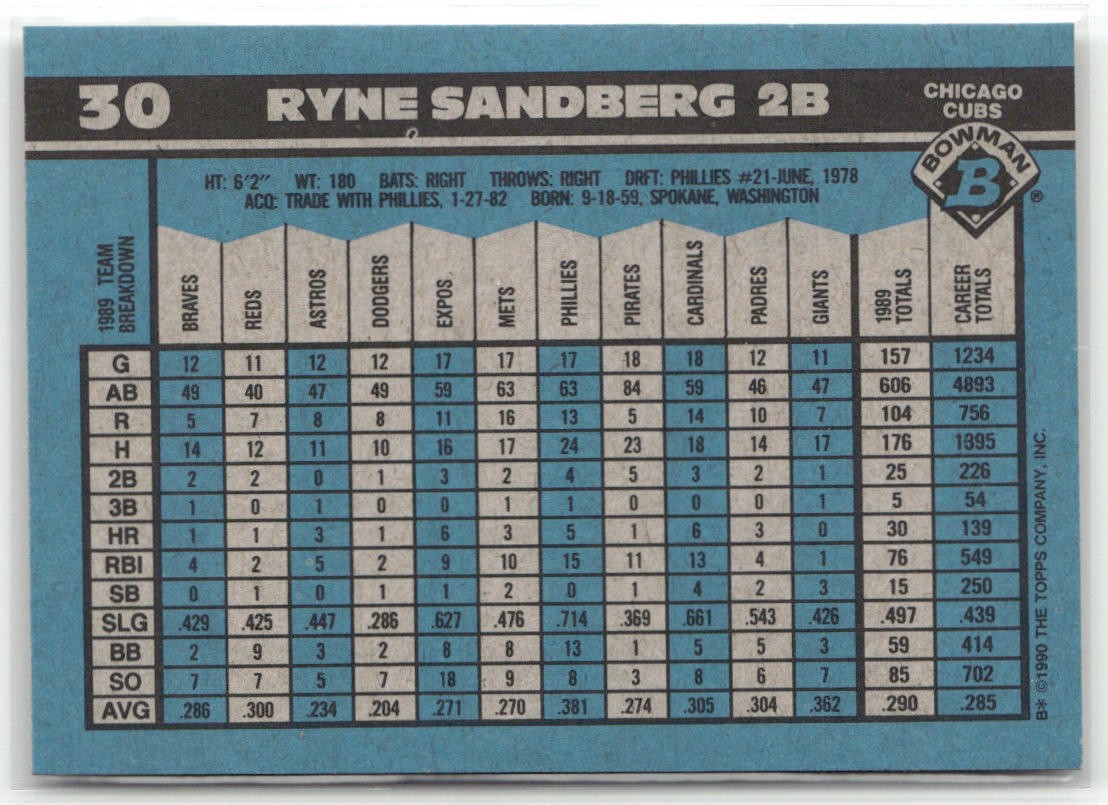 30 RYNE SANDBERG 2B CHICAGO
CUBS
BOWMAN
B
®
HT: 6'2" WT: 180 BATS: RIGHT THROWS: RIGHT DRFT: PHILLIES #21-JUNE, 1978
ACQ: TRADE WITH PHILLIES, 1-27-82 BORN: 9-18-59, SPOKANE, WASHINGTON
1989 TEAM BREAKDOWN BRAVES REDS ASTROS DODGERS EXPOS METS PHILLIES PIRATES CARDINALS PADRES GIANTS 1989 TOTALS CAREER TOTALS
G 12 11 12 12 17 17 17 18 18 12 11 157 1234
AB 49 40 47 49 59 63 63 84 59 46 47 606 4893
R 5 7 8 8 11 16 13 5 14 10 7 104 756
H 14 12 11 10 16 17 24 23 18 14 17 176 1395
2B 2 2 0 1 3 2 4 5 3 2 1 25 226
3B 1 0 1 0 0 1 1 0 0 0 1 5 54
HR 1 1 3 1 6 3 5 1 6 3 0 30 139
RBI 4 2 5 2 9 10 15 11 13 4 1 76 549
SB 0 1 0 1 1 2 0 1 4 2 3 15 250
SLG .429 .425 .447 .286 .627 .476 .714 .369 .661 .543 .426 .497 .439
BB 2 9 3 2 8 8 13 1 5 5 3 59 414
SO 7 7 5 7 18 9 8 3 8 6 7 85 702
AVG .286 .300 .234 .204 .271 .270 .381 .274 .305 .304 .362 .290 .285
B* ©1990 THE TOPPS COMPANY, INC.